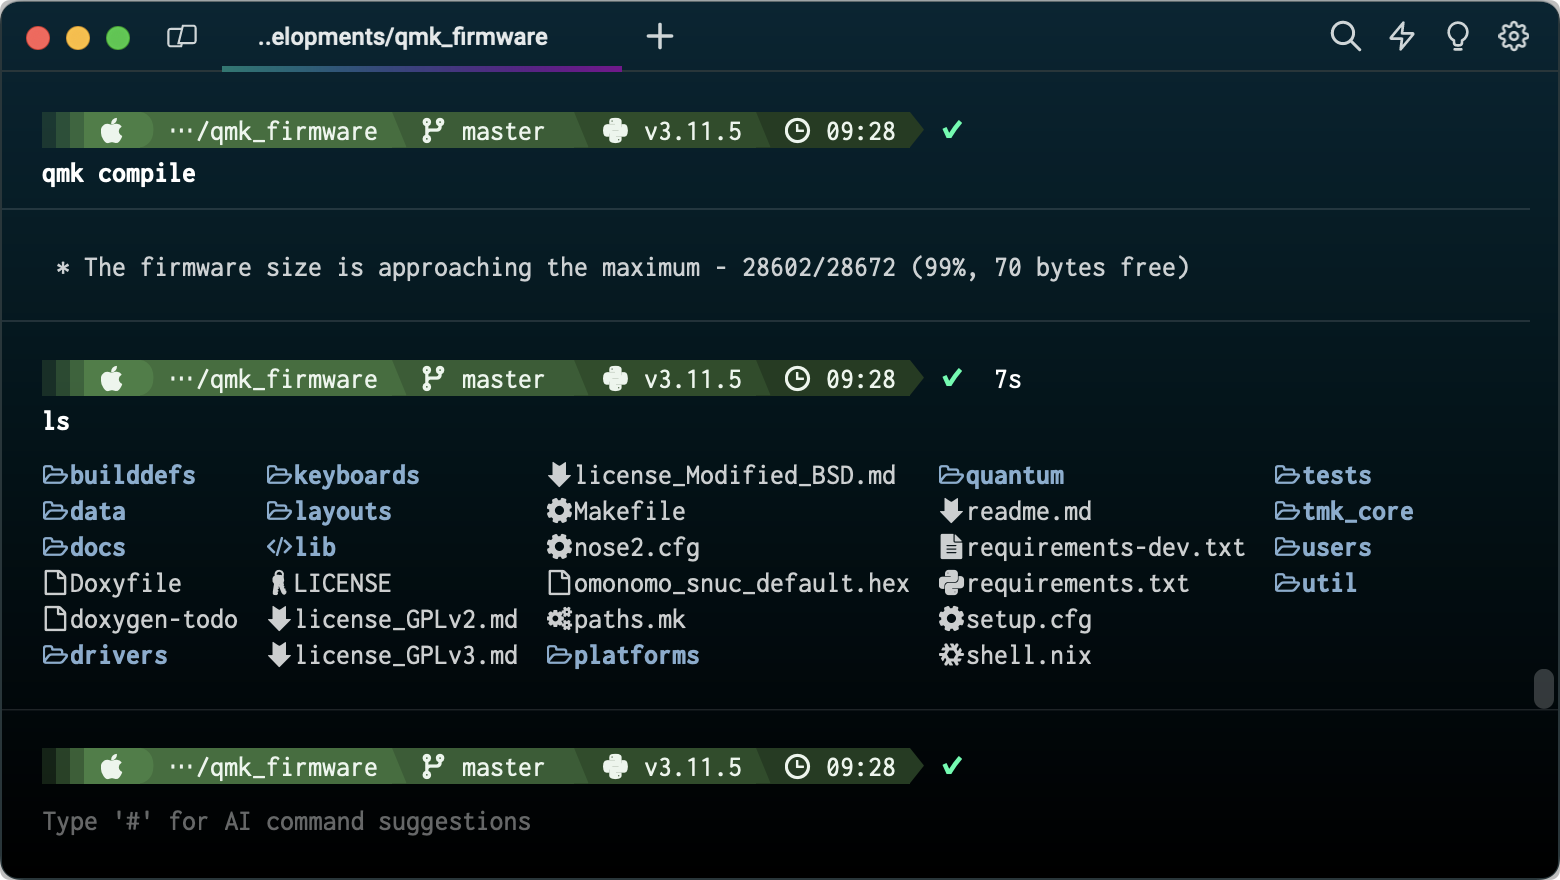 ..elopments/qmk_firmware
···/qmk_firmware master v3.11.5 09:28
qmk compile
* The firmware size is approaching the maximum - 28602/28672 (99%, 70 bytes free)
···/qmk_firmware master v3.11.5 09:28 7s
ls
builddefs keyboards license_Modified_BSD.md quantum tests
data layouts Makefile readme.md tmk_core
docs lib nose2.cfg requirements-dev.txt users
Doxyfile LICENSE omonomo_snuc_default.hex requirements.txt util
doxygen-todo license_GPLv2.md paths.mk setup.cfg
drivers license_GPLv3.md platforms shell.nix
···/qmk_firmware master v3.11.5 09:28
Type '#' for AI command suggestions